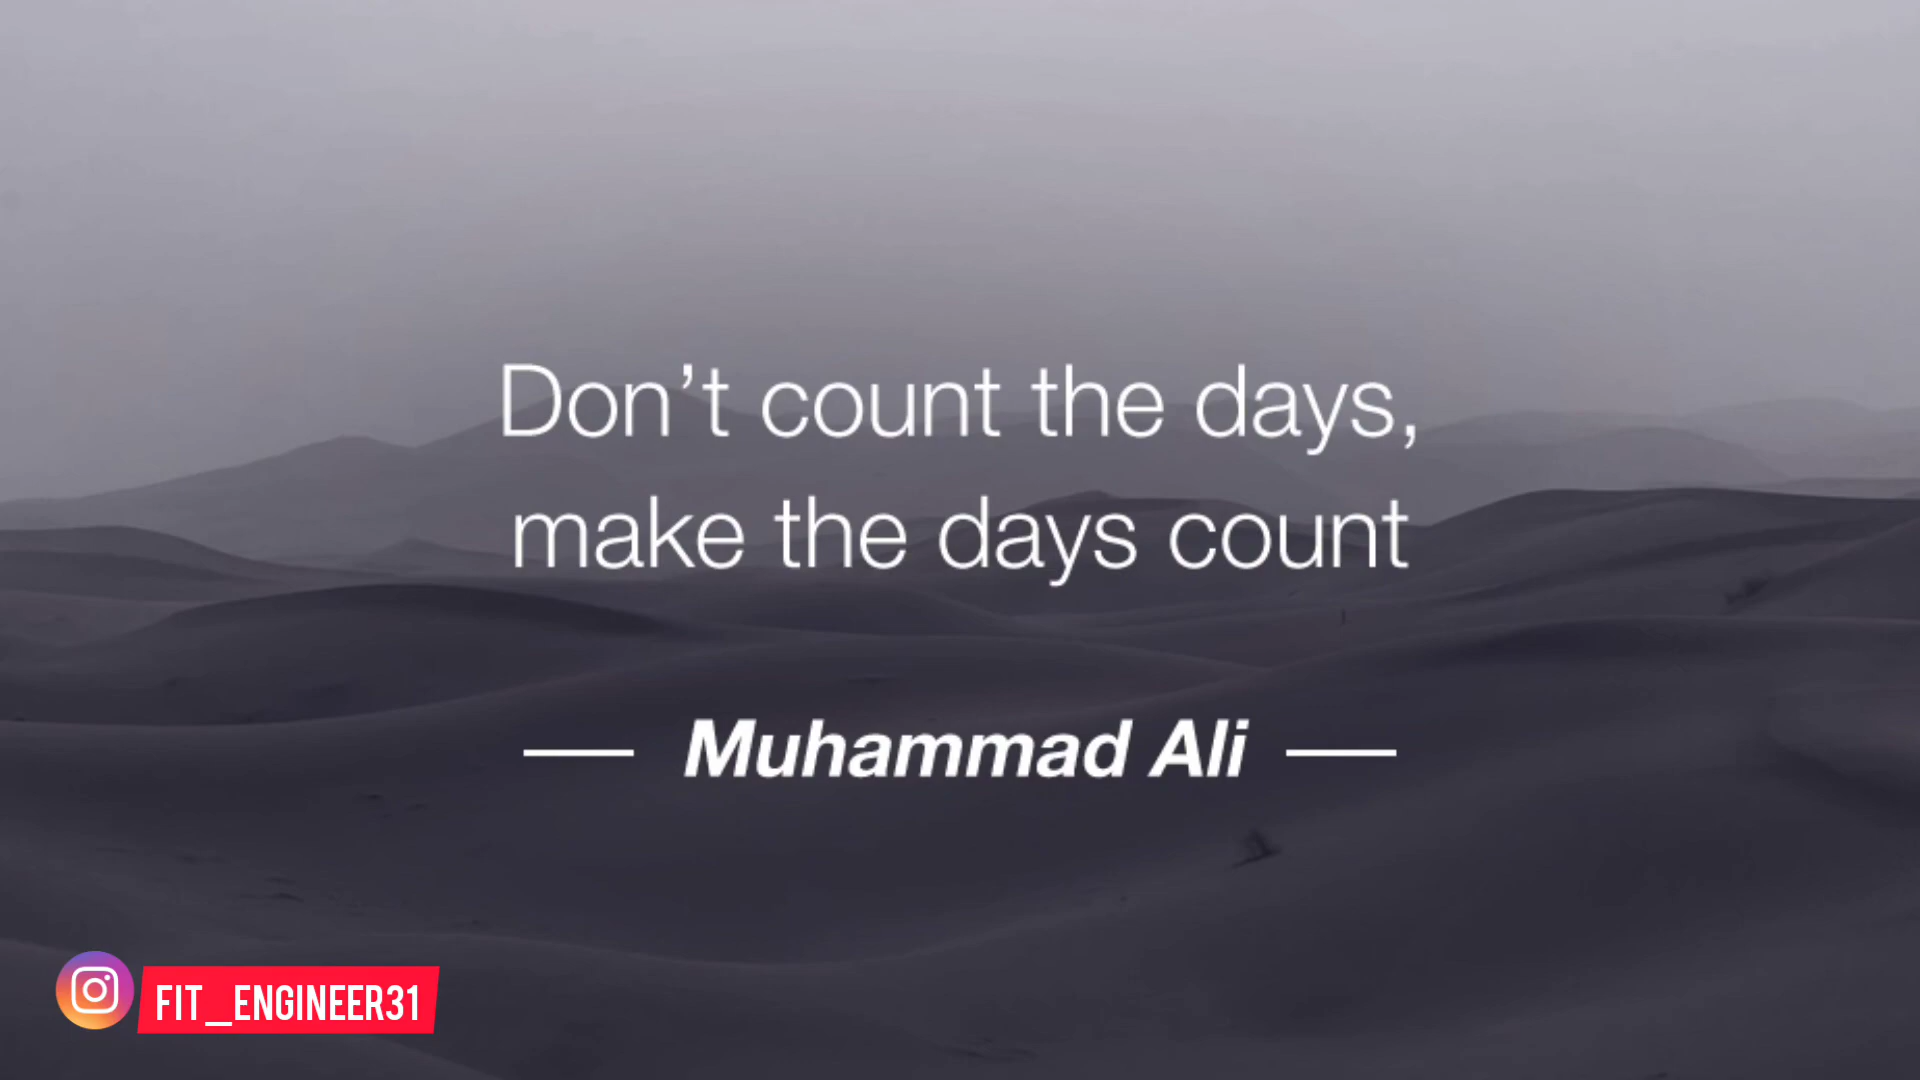 Don’t count the days,
make the days count
Muhammad Ali
FIT_ENGINEER31